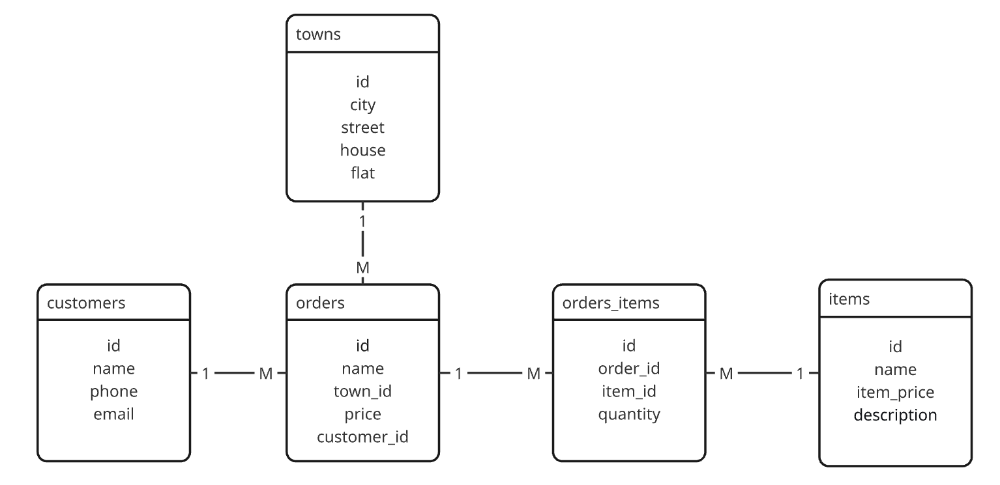 towns
id
city
street
house
flat
1
M
customers
id
name
phone
email
1
M
orders
id
name
town_id
price
customer_id
1
M
orders_items
id
order_id
item_id
quantity
M
1
items
id
name
item_price
description